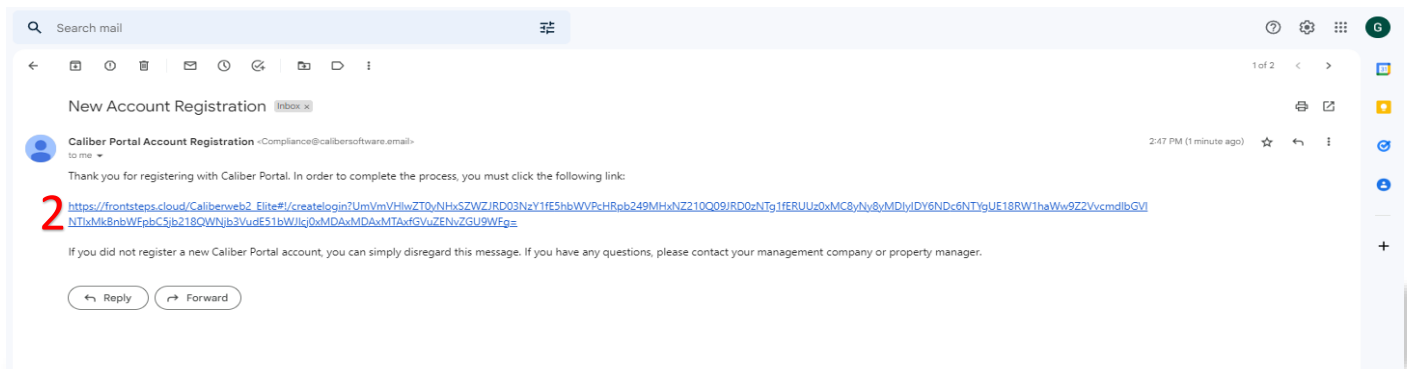 Search mail
G
1 of 2
New Account Registration Inbox x
Caliber Portal Account Registration <Compliance@calibersoftware.email> 2:47 PM (1 minute ago)
to me
Thank you for registering with Caliber Portal. In order to complete the process, you must click the following link:
2
https://frontsteps.cloud/Caliberweb2_Elite#!/createlogin?UmVmVHlwZT0yNHxSZWZJRD03NzY1fE5hbWVPcHRpb249MHxNZ210Q09JRD0zNTg1fERUUz0xMC8yNy8yMDIyIDY6NDc6NTYgUE18RW1haWw9Z2VvcmdlbGVl
NTIxMkBnbWFpbC5jb218QWNjb3VudE51bWJlcj0xMDAxMDAxMTAxfGVuZENvZGU9WFg=
If you did not register a new Caliber Portal account, you can simply disregard this message. If you have any questions, please contact your management company or property manager.
Reply Forward